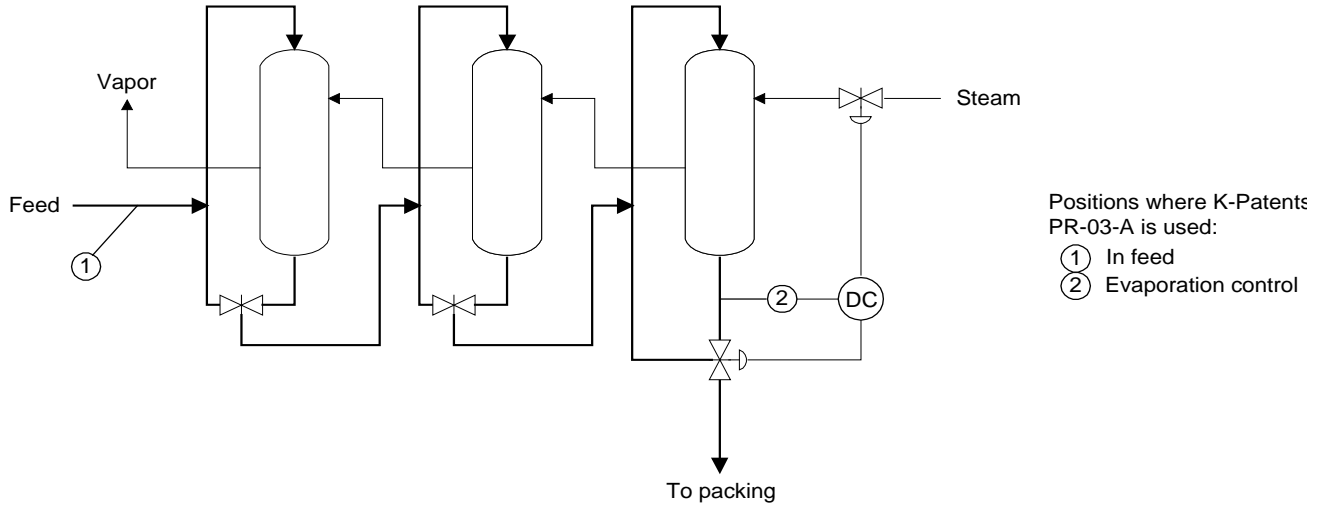 Vapor
Steam
Feed
1
Positions where K-Patents
PR-03-A is used:
1 In feed
2 Evaporation control
2
DC
To packing